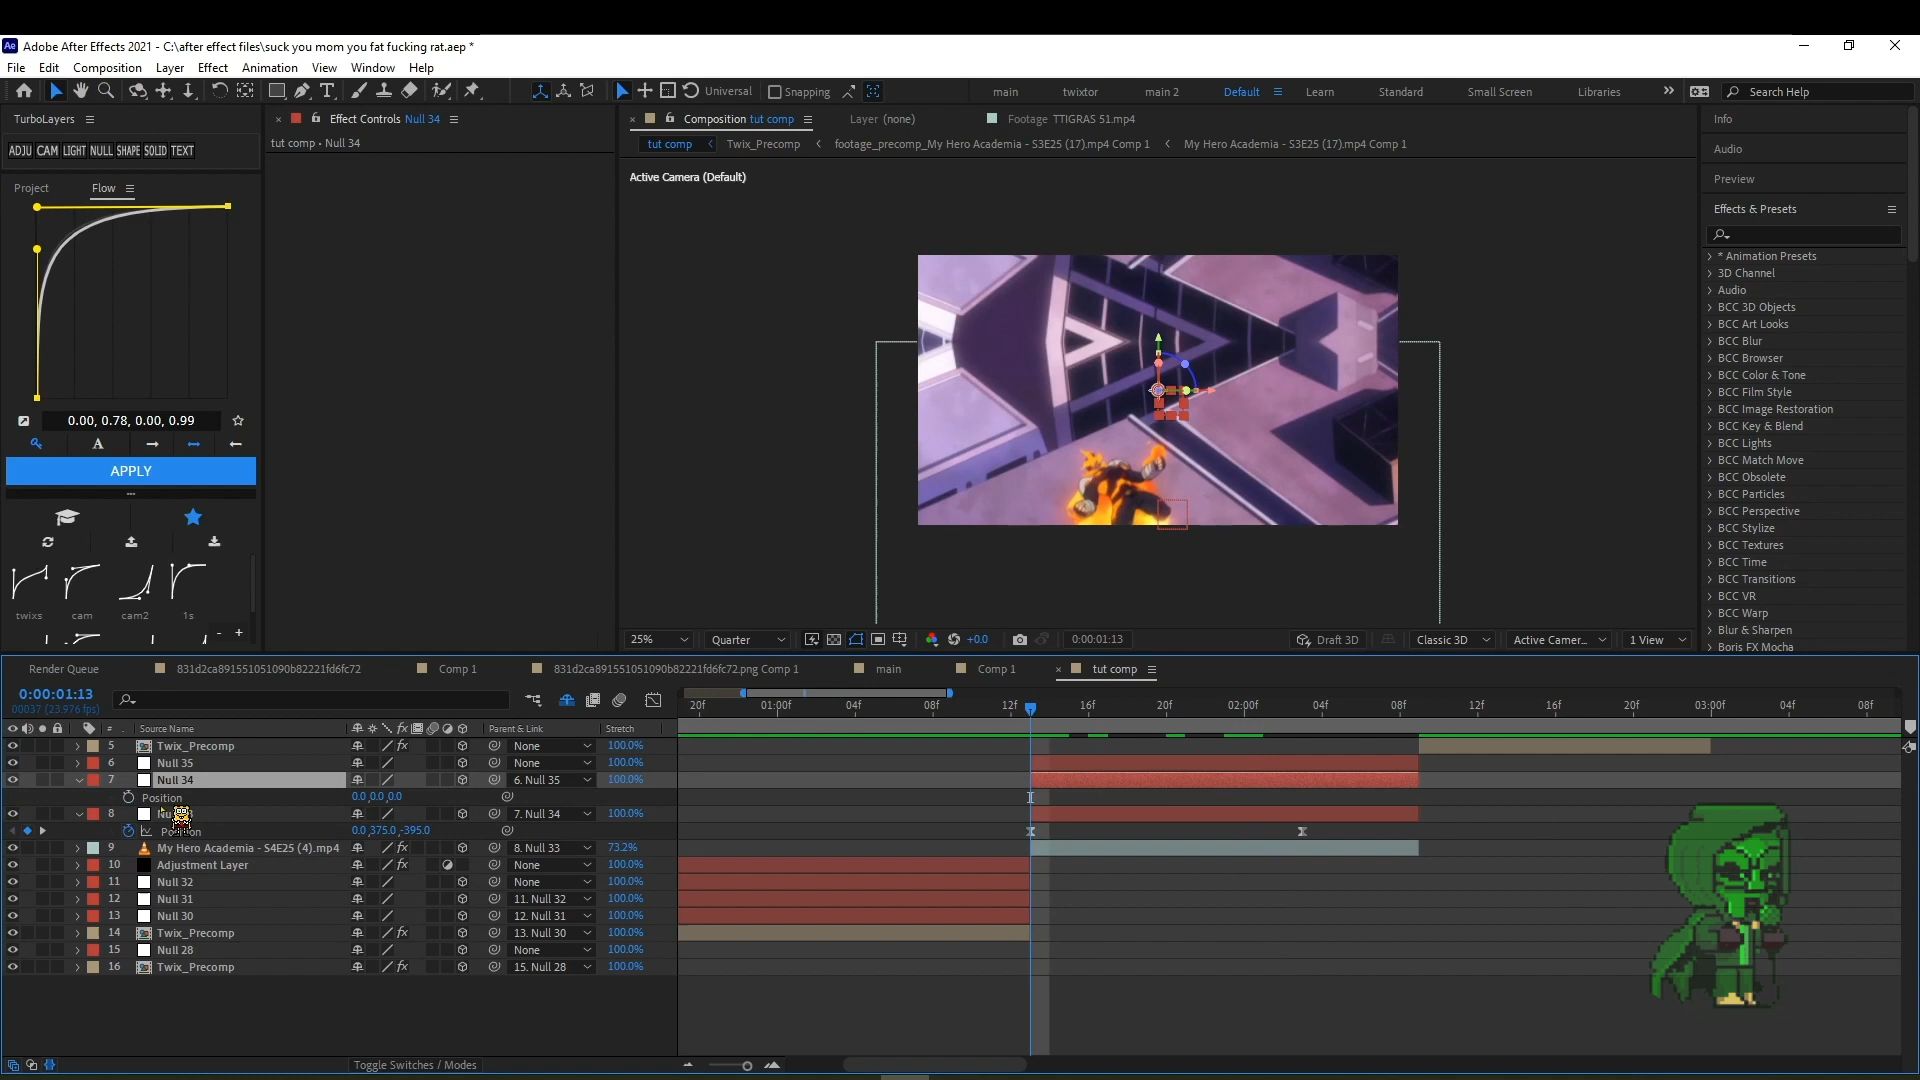 Ae Adobe After Effects 2021 - C:\after effect files\suck you mom you fat fucking rat.aep *
File Edit Composition Layer Effect Animation View Window Help
Universal Snapping main twixtor main 2 Default Learn Standard Small Screen Libraries Search Help
TurboLayers
ADJU CAM LIGHT NULL SHAPE SOLID TEXT
Project Flow
0.00, 0.78, 0.00, 0.99
A
APPLY
twixs cam cam2 1s
- +
Effect Controls Null 34
tut comp • Null 34
Composition tut comp Layer (none) Footage TTIGRAS 51.mp4
tut comp Twix_Precomp footage_precomp_My Hero Academia - S3E25 (17).mp4 Comp 1 My Hero Academia - S3E25 (17).mp4 Comp 1
Active Camera (Default)
25% Quarter +0.0 0:00:01:13 Draft 3D Classic 3D Active Camer... 1 View
Info
Audio
Preview
Effects & Presets
* Animation Presets
3D Channel
Audio
BCC 3D Objects
BCC Art Looks
BCC Blur
BCC Browser
BCC Color & Tone
BCC Film Style
BCC Image Restoration
BCC Key & Blend
BCC Lights
BCC Match Move
BCC Obsolete
BCC Particles
BCC Perspective
BCC Stylize
BCC Textures
BCC Time
BCC Transitions
BCC VR
BCC Warp
Blur & Sharpen
Boris FX Mocha
Render Queue 831d2ca891551051090b82221fd6fc72 Comp 1 831d2ca891551051090b82221fd6fc72.png Comp 1 main Comp 1 tut comp
0:00:01:13
00037 (23.976 fps)
20f 01:00f 04f 08f 12f 16f 20f 02:00f 04f 08f 12f 16f 20f 03:00f 04f 08f
# Source Name fx Parent & Link Stretch
5 Twix_Precomp fx None 100.0%
6 Null 35 None 100.0%
7 Null 34 6. Null 35 100.0%
Position 0.0,0.0,0.0
8 7. Null 34 100.0%
Position 0.0,375.0,-395.0
9 My Hero Academia - S4E25 (4).mp4 fx 8. Null 33 73.2%
10 Adjustment Layer fx None 100.0%
11 Null 32 None 100.0%
12 Null 31 11. Null 32 100.0%
13 Null 30 12. Null 31 100.0%
14 Twix_Precomp fx 13. Null 30 100.0%
15 Null 28 None 100.0%
16 Twix_Precomp fx 15. Null 28 100.0%
Toggle Switches / Modes